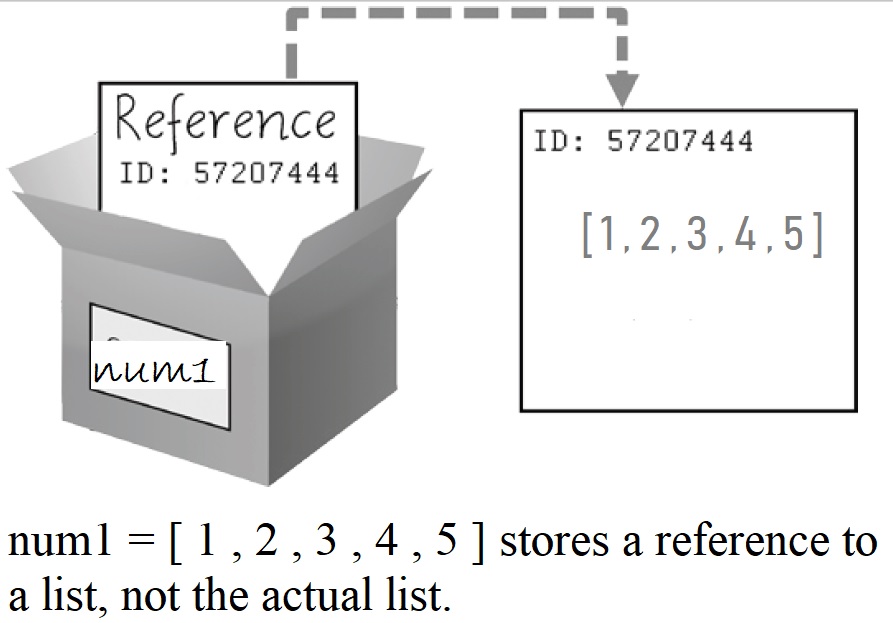 Reference
ID: 57207444
ID: 57207444
[1,2,3,4,5]
num1
num1 = [ 1 , 2 , 3 , 4 , 5 ] stores a reference to
a list, not the actual list.